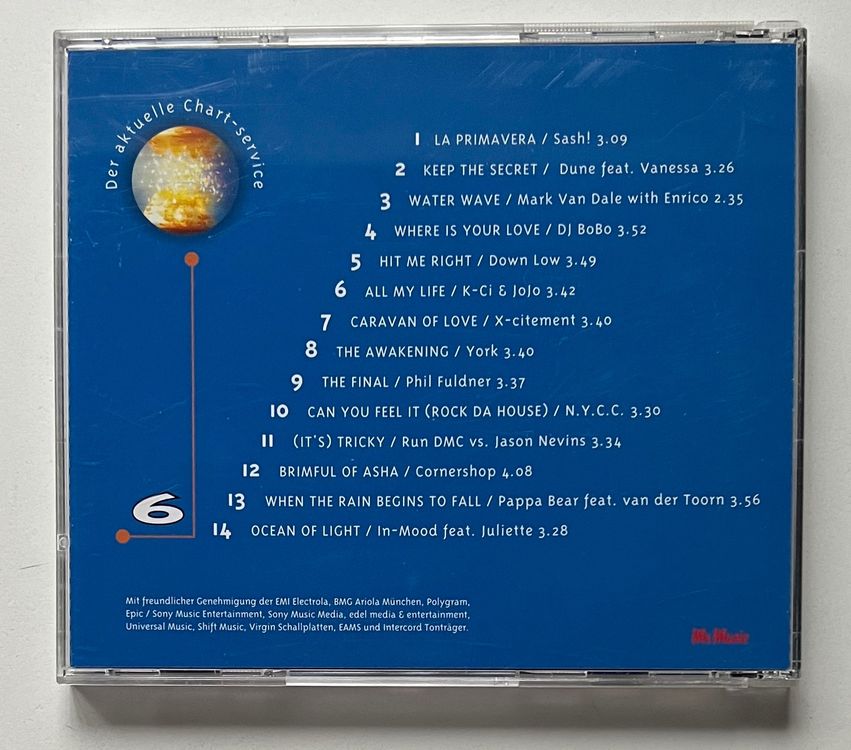 Der aktuelle Chart-service
1 LA PRIMAVERA / Sash! 3.09
2 KEEP THE SECRET / Dune feat. Vanessa 3.26
3 WATER WAVE / Mark Van Dale with Enrico 2.35
4 WHERE IS YOUR LOVE / DJ BoBo 3.52
5 HIT ME RIGHT / Down Low 3.49
6 ALL MY LIFE / K-Ci & JoJo 3.42
7 CARAVAN OF LOVE / X-citement 3.40
8 THE AWAKENING / York 3.40
9 THE FINAL / Phil Fuldner 3.37
10 CAN YOU FEEL IT (ROCK DA HOUSE) / N.Y.C.C. 3.30
11 (IT'S) TRICKY / Run DMC vs. Jason Nevins 3.34
12 BRIMFUL OF ASHA / Cornershop 4.08
13 WHEN THE RAIN BEGINS TO FALL / Pappa Bear feat. van der Toorn 3.56
14 OCEAN OF LIGHT / In-Mood feat. Juliette 3.28
6
Mit freundlicher Genehmigung der EMI Electrola, BMG Ariola München, Polygram,
Epic / Sony Music Entertainment, Sony Music Media, edel media & entertainment,
Universal Music, Shift Music, Virgin Schallplatten, EAMS und Intercord Tonträger.
Mr. Music